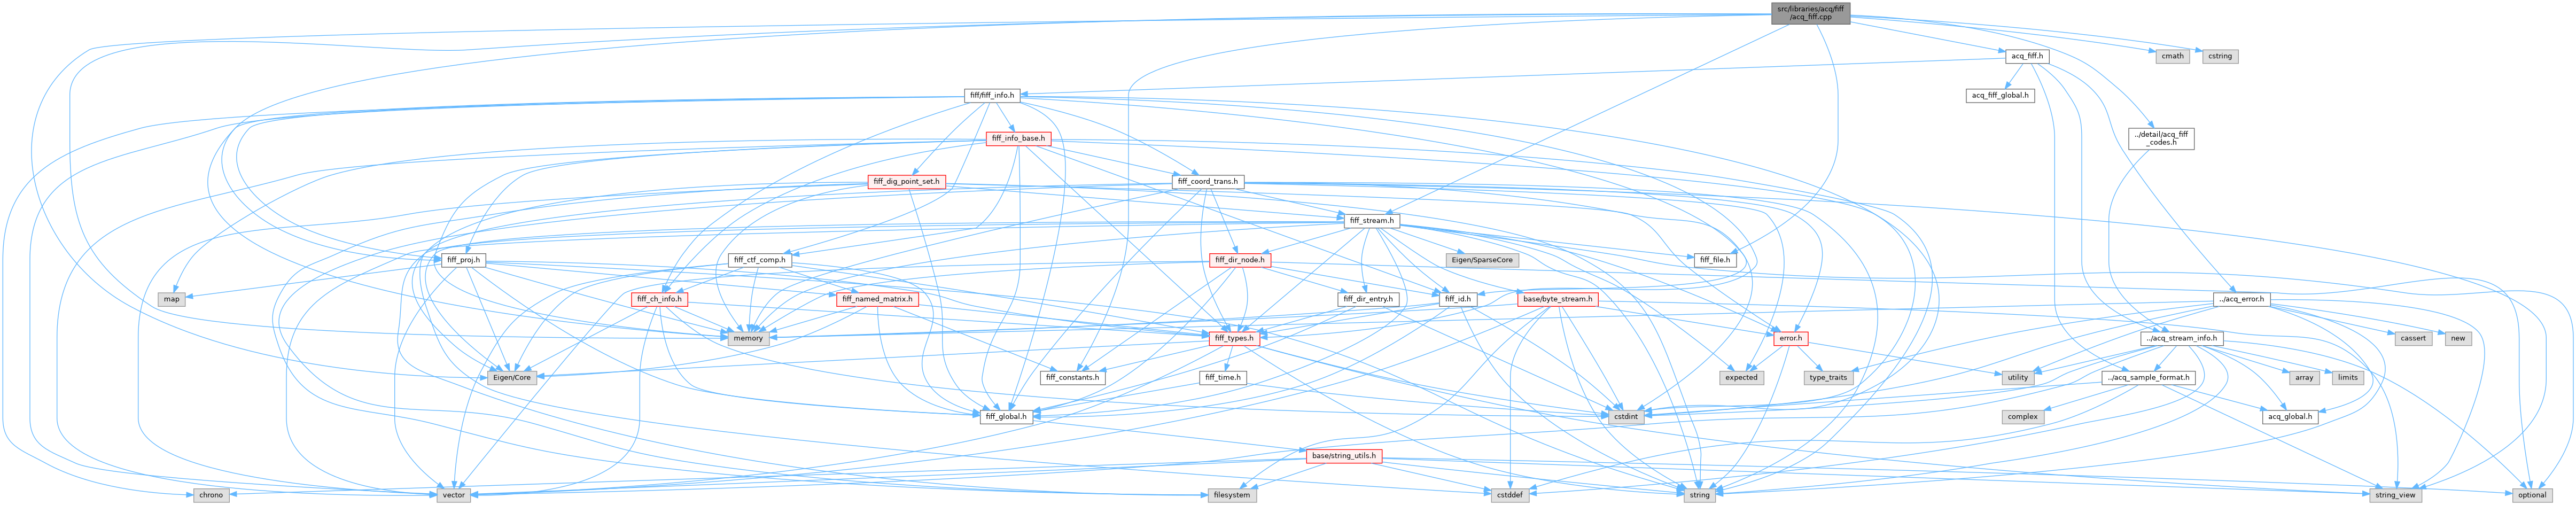 src/libraries/acq/fiff
/acq_fiff.cpp
acq_fiff.h
cmath
cstring
fiff/fiff_info.h
acq_fiff_global.h
fiff_info_base.h
../detail/acq_fiff
_codes.h
fiff_dig_point_set.h
fiff_coord_trans.h
fiff_stream.h
fiff_proj.h
fiff_ctf_comp.h
fiff_dir_node.h
Eigen/SparseCore
fiff_file.h
map
fiff_ch_info.h
fiff_named_matrix.h
fiff_dir_entry.h
fiff_id.h
base/byte_stream.h
../acq_error.h
memory
fiff_types.h
error.h
../acq_stream_info.h
cassert
new
Eigen/Core
fiff_constants.h
fiff_time.h
expected
type_traits
utility
../acq_sample_format.h
array
limits
fiff_global.h
cstdint
complex
acq_global.h
base/string_utils.h
chrono
vector
filesystem
cstddef
string
string_view
optional